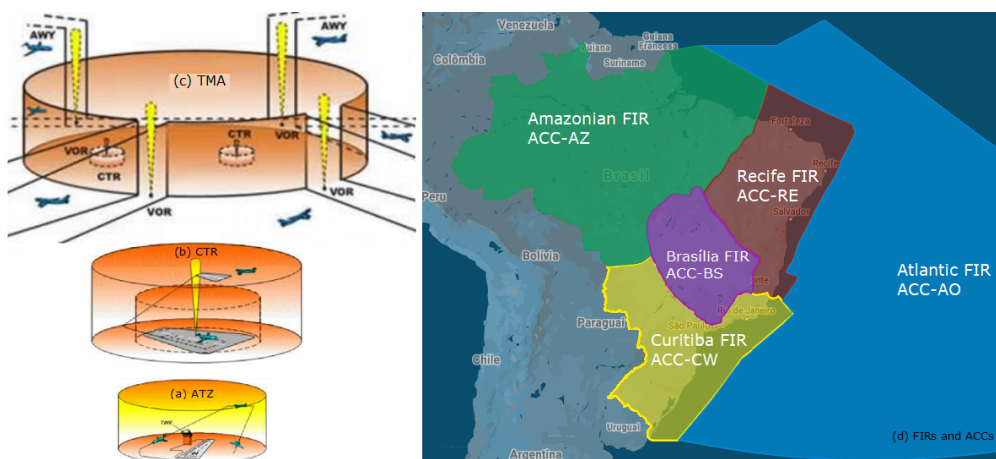 AWY
AWY
(c) TMA
CTR
VOR
VOR
CTR
VOR
VOR
(b) CTR
(a) ATZ
TWR
Venezuela
Guiana
Francesa
Guiana
Suriname
Colômbia
Amazonian FIR
ACC-AZ
Fortaleza
Brasil
Recife
Recife FIR
ACC-RE
Peru
Salvador
Brasília FIR
ACC-BS
Bolívia
Atlantic FIR
ACC-AO
Rio de Janeiro
São Paulo
Paraguai
Curitiba FIR
ACC-CW
Chile
Uruguai
Argentina
(d) FIRs and ACCs